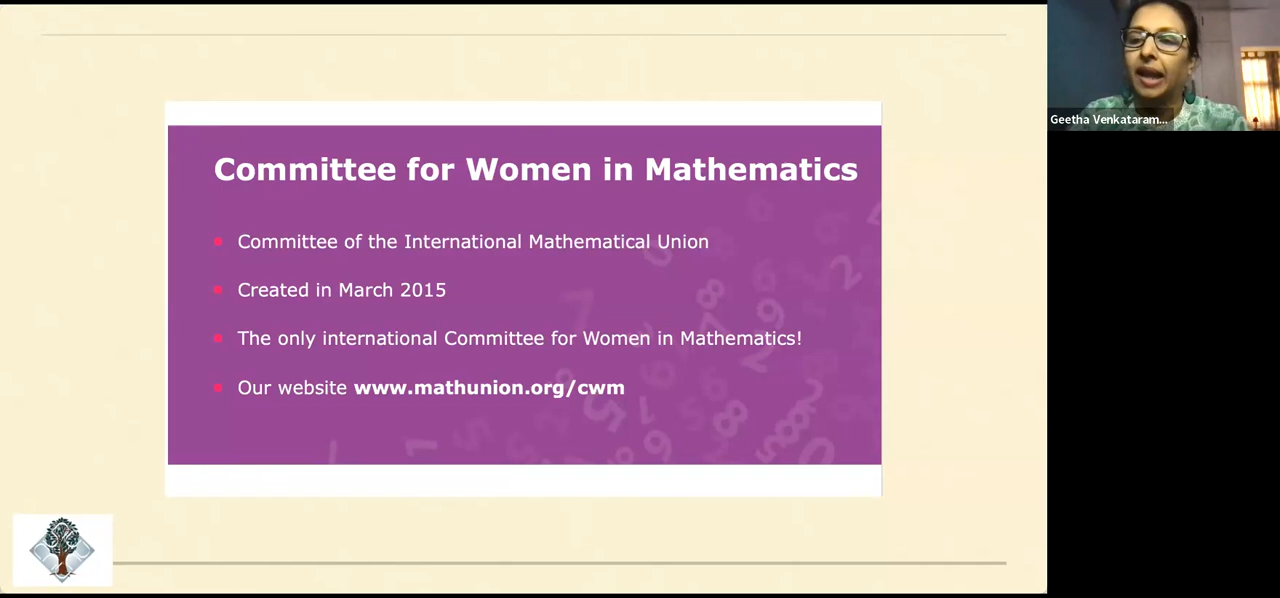 Committee for Women in Mathematics
Committee of the International Mathematical Union
Created in March 2015
The only international Committee for Women in Mathematics!
Our website www.mathunion.org/cwm
Geetha Venkataram...